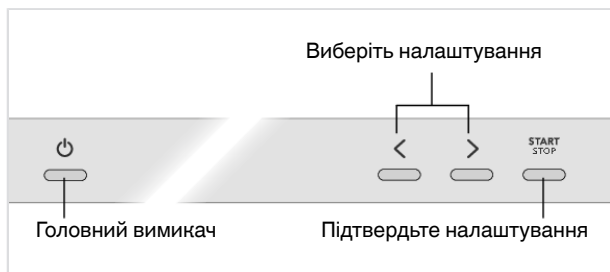 Виберіть налаштування
START
STOP
Головний вимикач
Підтвердьте налаштування